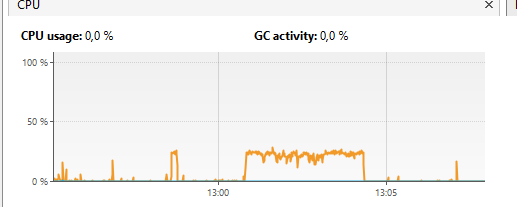 CPU
CPU usage: 0,0 %
GC activity: 0,0 %
100 %
50 %
0 %
13:00
13:05